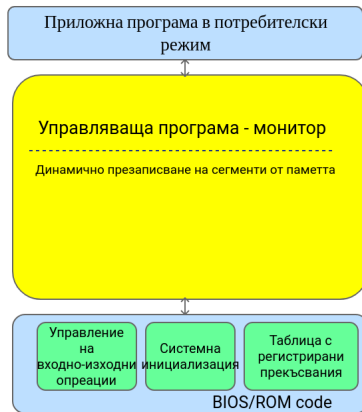 Приложна програма в потребителски
режим
Управляваща програма - монитор
Динамично презаписване на сегменти от паметта
Управление
на
входно-изходни
опреации
Системна
инициализация
Таблица с
регистрирани
прекъсвания
BIOS/ROM code